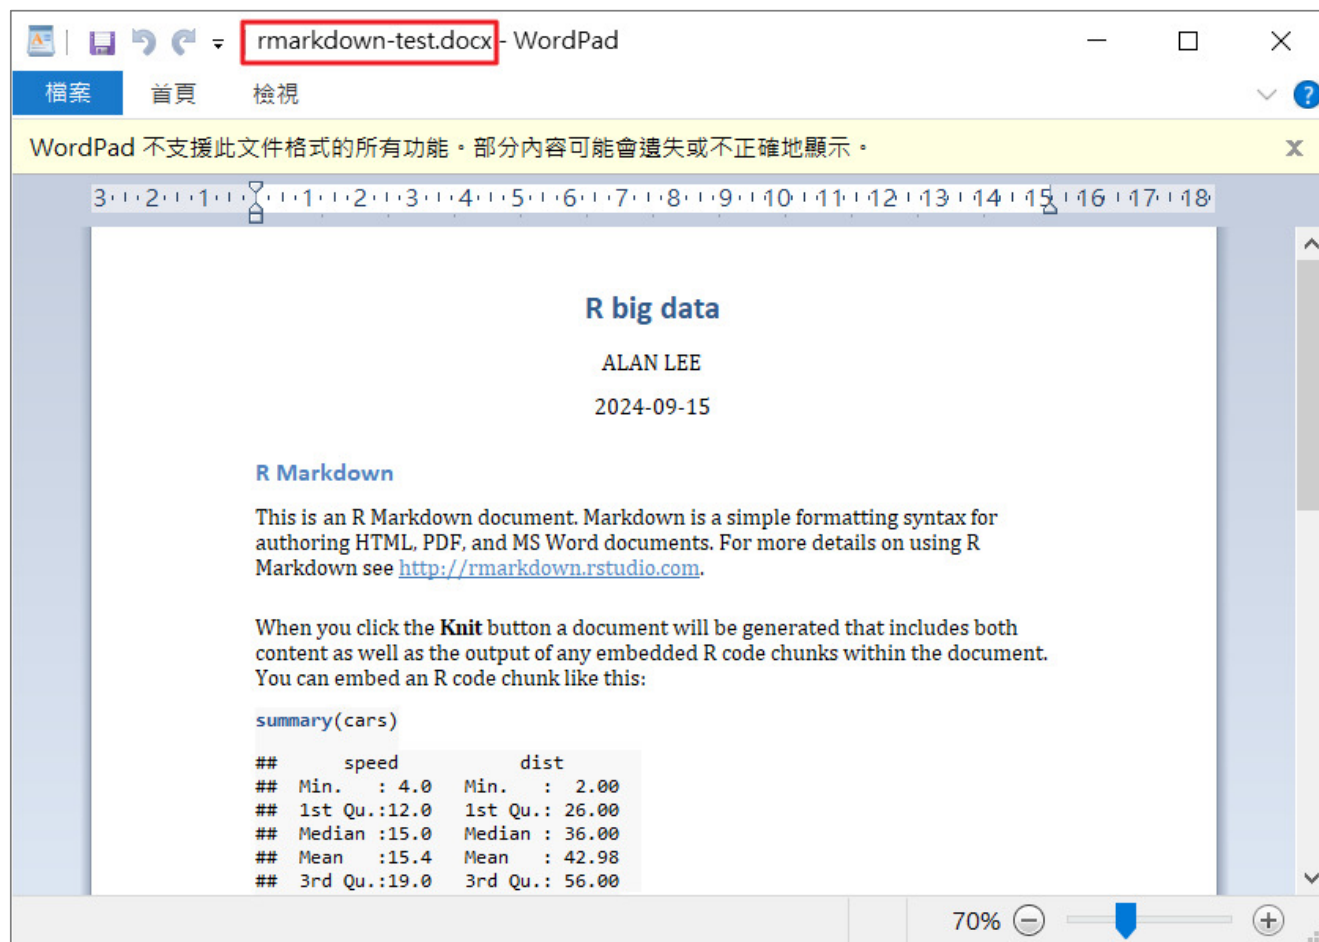 rmarkdown-test.docx - WordPad
檔案 首頁 檢視
?
WordPad 不支援此文件格式的所有功能。部分內容可能會遺失或不正確地顯示。 x
3 2 1 1 2 3 4 5 6 7 8 9 10 11 12 13 14 15 16 17 18
R big data
ALAN LEE
2024-09-15
R Markdown
This is an R Markdown document. Markdown is a simple formatting syntax for
authoring HTML, PDF, and MS Word documents. For more details on using R
Markdown see http://rmarkdown.rstudio.com.
When you click the Knit button a document will be generated that includes both
content as well as the output of any embedded R code chunks within the document.
You can embed an R code chunk like this:
summary(cars)
##      speed           dist
##  Min.   : 4.0   Min.   :  2.00
##  1st Qu.:12.0   1st Qu.: 26.00
##  Median :15.0   Median : 36.00
##  Mean   :15.4   Mean   : 42.98
##  3rd Qu.:19.0   3rd Qu.: 56.00
70%